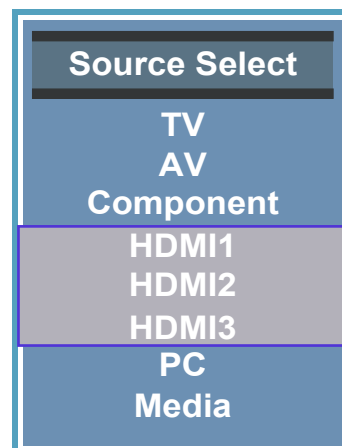 Source Select
TV
AV
Component
HDMI1
HDMI2
HDMI3
PC
Media